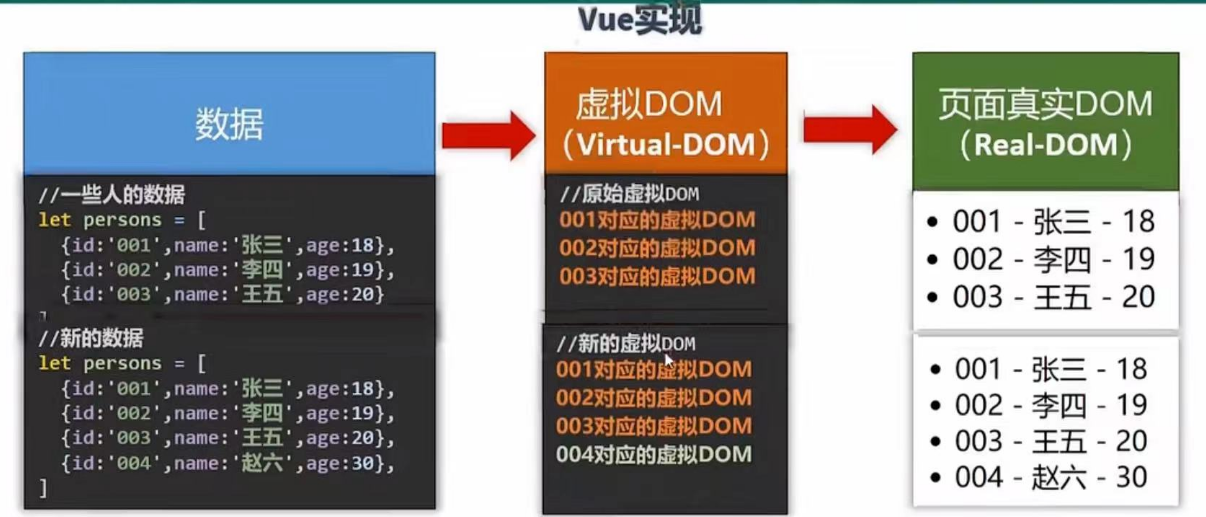 Vue实现
数据
虚拟DOM
（Virtual-DOM）
页面真实DOM
（Real-DOM）
//一些人的数据
let persons = [
{id:'001',name:'张三',age:18},
{id:'002',name:'李四',age:19},
{id:'003',name:'王五',age:20}
]
//新的数据
let persons = [
{id:'001',name:'张三',age:18},
{id:'002',name:'李四',age:19},
{id:'003',name:'王五',age:20},
{id:'004',name:'赵六',age:30},
]
//原始虚拟DOM
001对应的虚拟DOM
002对应的虚拟DOM
003对应的虚拟DOM
//新的虚拟DOM
001对应的虚拟DOM
002对应的虚拟DOM
003对应的虚拟DOM
004对应的虚拟DOM
• 001 - 张三 - 18
• 002 - 李四 - 19
• 003 - 王五 - 20
• 001 - 张三 - 18
• 002 - 李四 - 19
• 003 - 王五 - 20
• 004 - 赵六 - 30